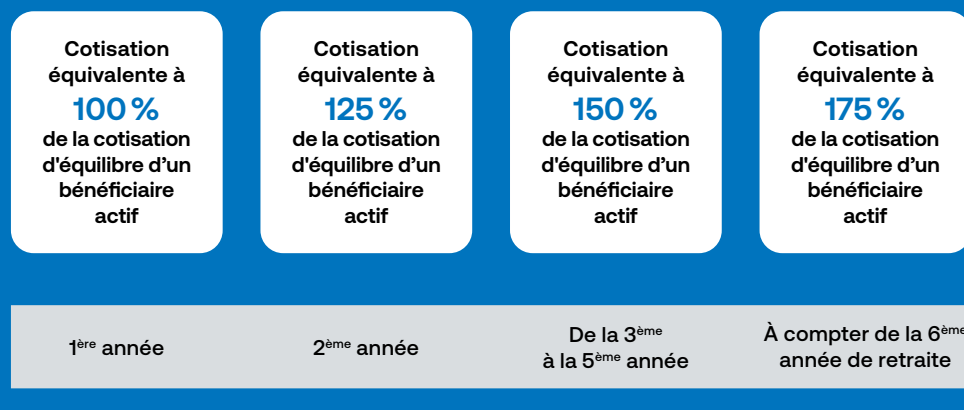 Cotisation
équivalente à
100 %
de la cotisation
d'équilibre d’un
bénéficiaire
actif
Cotisation
équivalente à
125 %
de la cotisation
d'équilibre d’un
bénéficiaire
actif
Cotisation
équivalente à
150 %
de la cotisation
d'équilibre d’un
bénéficiaire
actif
Cotisation
équivalente à
175 %
de la cotisation
d'équilibre d’un
bénéficiaire
actif
1ère année
2ème année
De la 3ème
à la 5ème année
À compter de la 6ème
année de retraite